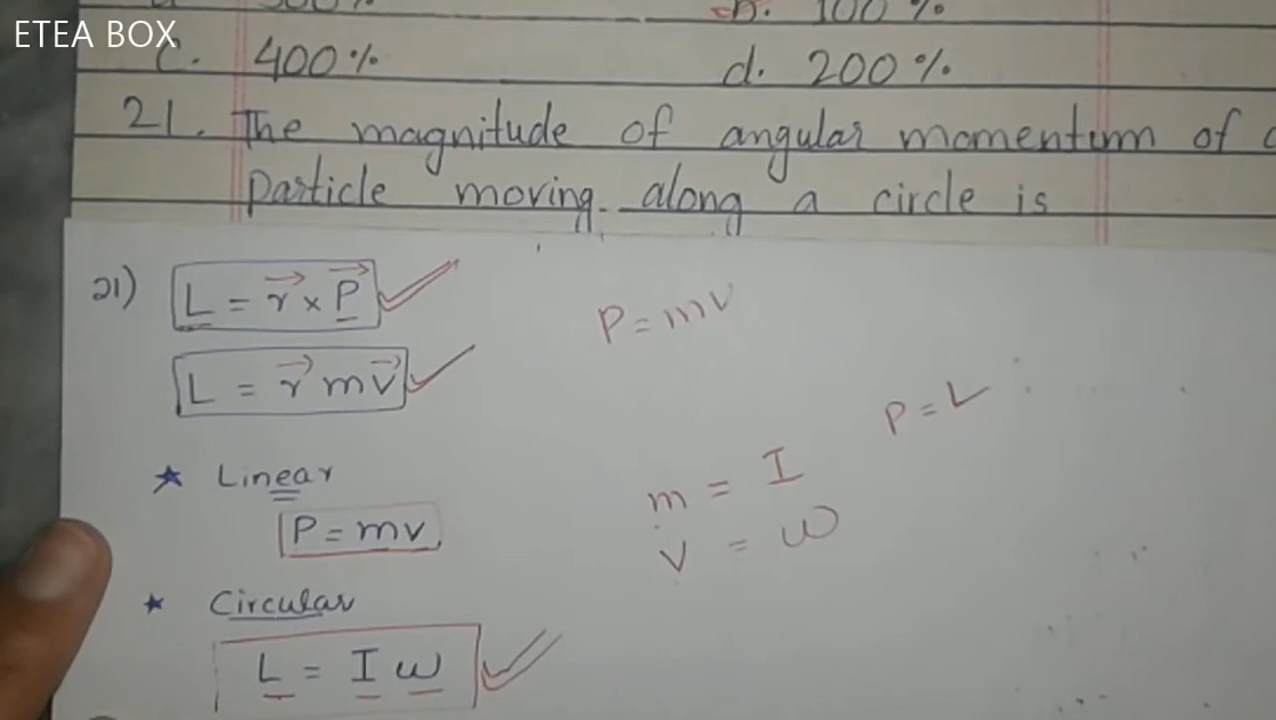 ETEA BOX
100 %
c. 400 % d. 200 %
21. The magnitude of angular momentum of
particle moving along a circle is
21) L = r⃗ × P⃗
P = mv
L = r⃗ m v⃗
P = L
★ Linear
m = I
P = mv
v = ω
★ Circular
L = I ω